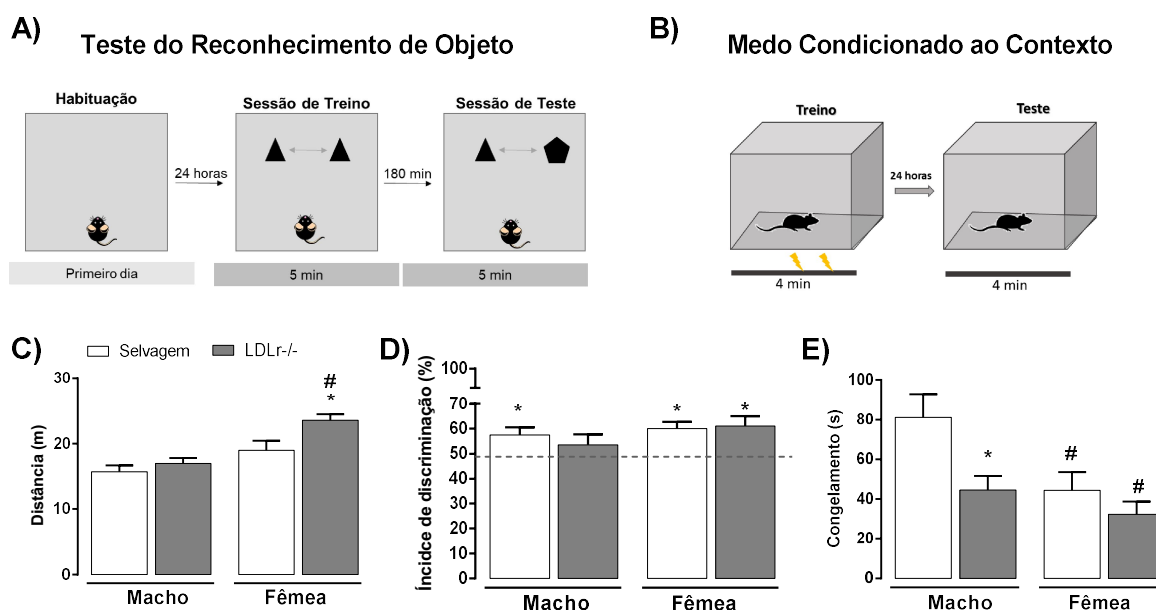 A) Teste do Reconhecimento de Objeto
Habituação
Sessão de Treino
Sessão de Teste
24 horas
180 min
Primeiro dia
5 min
5 min
B) Medo Condicionado ao Contexto
Treino
Teste
24 horas
4 min
4 min
C)
Selvagem
LDLr-/-
Distância (m)
30
20
10
0
#
*
Macho
Fêmea
D)
Íncidce de discriminação (%)
100
70
60
50
40
30
20
10
0
*
*
*
Macho
Fêmea
E)
Congelamento (s)
100
80
60
40
20
0
*
#
#
Macho
Fêmea